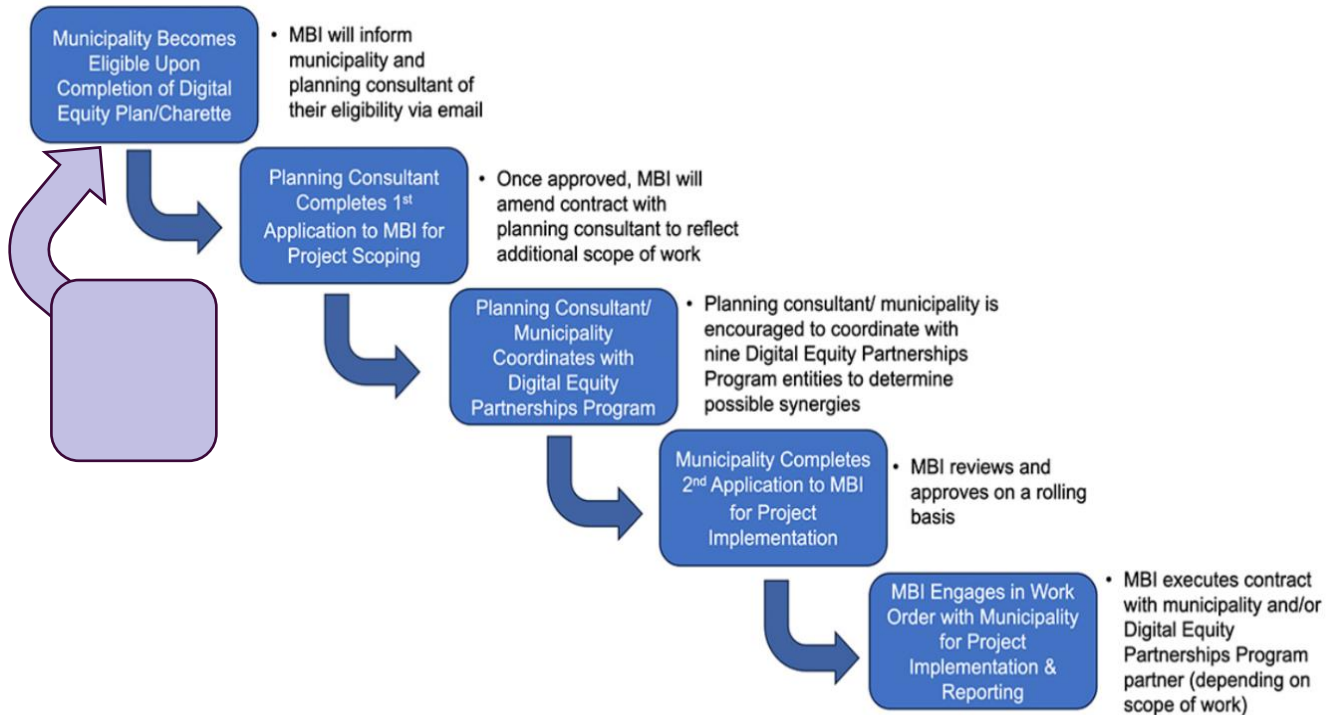 Municipality Becomes
Eligible Upon
Completion of Digital
Equity Plan/Charette
• MBI will inform
municipality and
planning consultant of
their eligibility via email
Planning Consultant
Completes 1st
Application to MBI for
Project Scoping
• Once approved, MBI will
amend contract with
planning consultant to reflect
additional scope of work
Planning Consultant/
Municipality
Coordinates with
Digital Equity
Partnerships Program
• Planning consultant/ municipality is
encouraged to coordinate with
nine Digital Equity Partnerships
Program entities to determine
possible synergies
Municipality Completes
2nd Application to MBI
for Project
Implementation
• MBI reviews and
approves on a rolling
basis
MBI Engages in Work
Order with Municipality
for Project
Implementation &
Reporting
• MBI executes contract
with municipality and/or
Digital Equity
Partnerships Program
partner (depending on
scope of work)